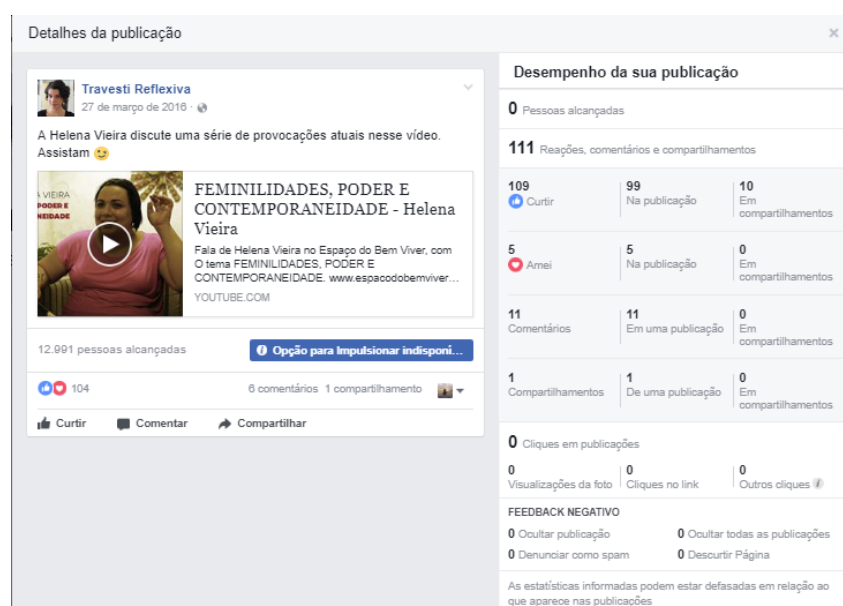 Detalhes da publicação
Travesti Reflexiva
27 de março de 2016 ·
A Helena Vieira discute uma série de provocações atuais nesse vídeo.
Assistam
A VIEIRA
PODER E
NEIDADE
FEMINILIDADES, PODER E
CONTEMPORANEIDADE - Helena
Vieira
Fala de Helena Vieira no Espaço do Bem Viver, com
O tema FEMINILIDADES, PODER E
CONTEMPORANEIDADE. www.espacodobemviver...
YOUTUBE.COM
12.991 pessoas alcançadas
Opção para Impulsionar indisponí...
104
6 comentários 1 compartilhamento
Curtir Comentar Compartilhar
Desempenho da sua publicação
0 Pessoas alcançadas
111 Reações, comentários e compartilhamentos
109 99 10
Curtir Na publicação Em
compartilhamentos
5 5 0
Amei Na publicação Em
compartilhamentos
11 11 0
Comentários Em uma publicação Em
compartilhamentos
1 1 0
Compartilhamentos De uma publicação Em
compartilhamentos
0 Cliques em publicações
0 0 0
Visualizações da foto Cliques no link Outros cliques
FEEDBACK NEGATIVO
0 Ocultar publicação 0 Ocultar todas as publicações
0 Denunciar como spam 0 Descurtir Página
As estatísticas informadas podem estar defasadas em relação ao
que aparece nas publicações